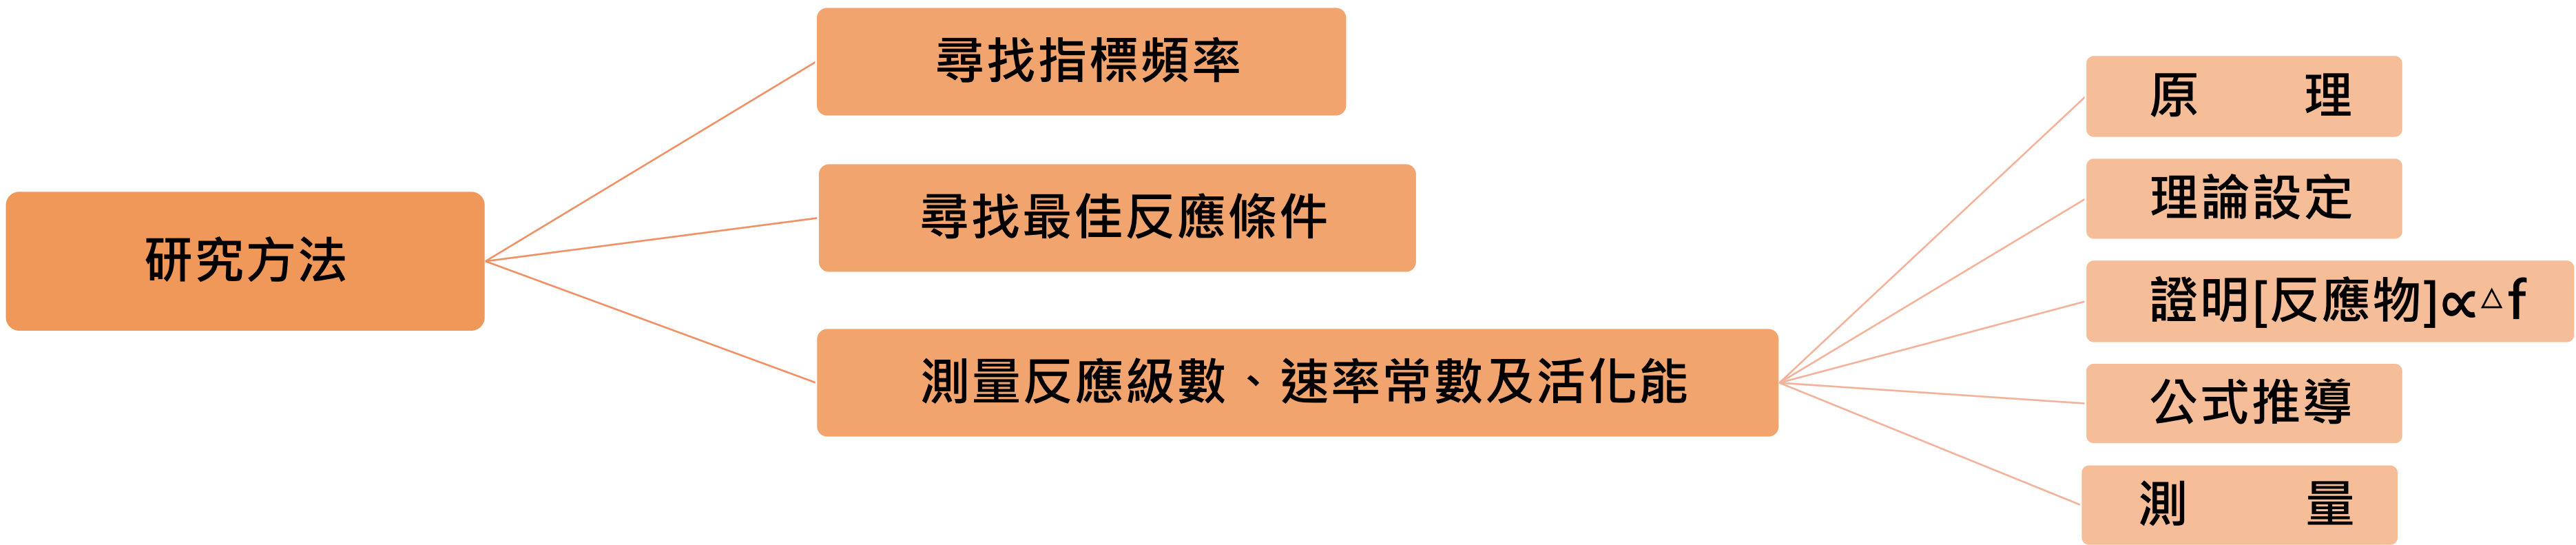 研究方法
尋找指標頻率
尋找最佳反應條件
測量反應級數、速率常數及活化能
原 理
理論設定
證明[反應物]∝△f
公式推導
測 量